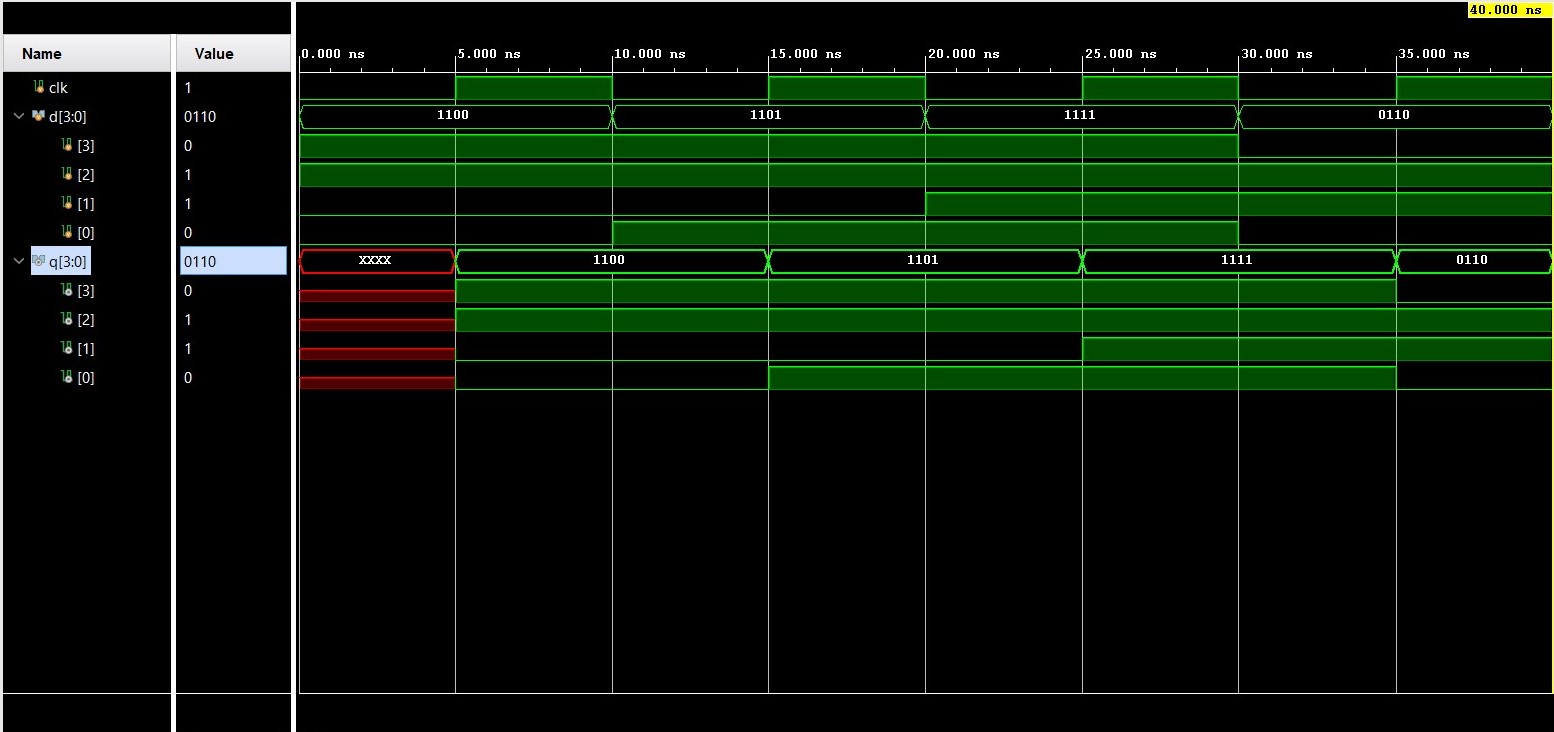 40.000 ns
Name Value 0.000 ns 5.000 ns 10.000 ns 15.000 ns 20.000 ns 25.000 ns 30.000 ns 35.000 ns
clk 1
d[3:0] 0110 1100 1101 1111 0110
[3] 0
[2] 1
[1] 1
[0] 0
q[3:0] 0110 XXXX 1100 1101 1111 0110
[3] 0
[2] 1
[1] 1
[0] 0